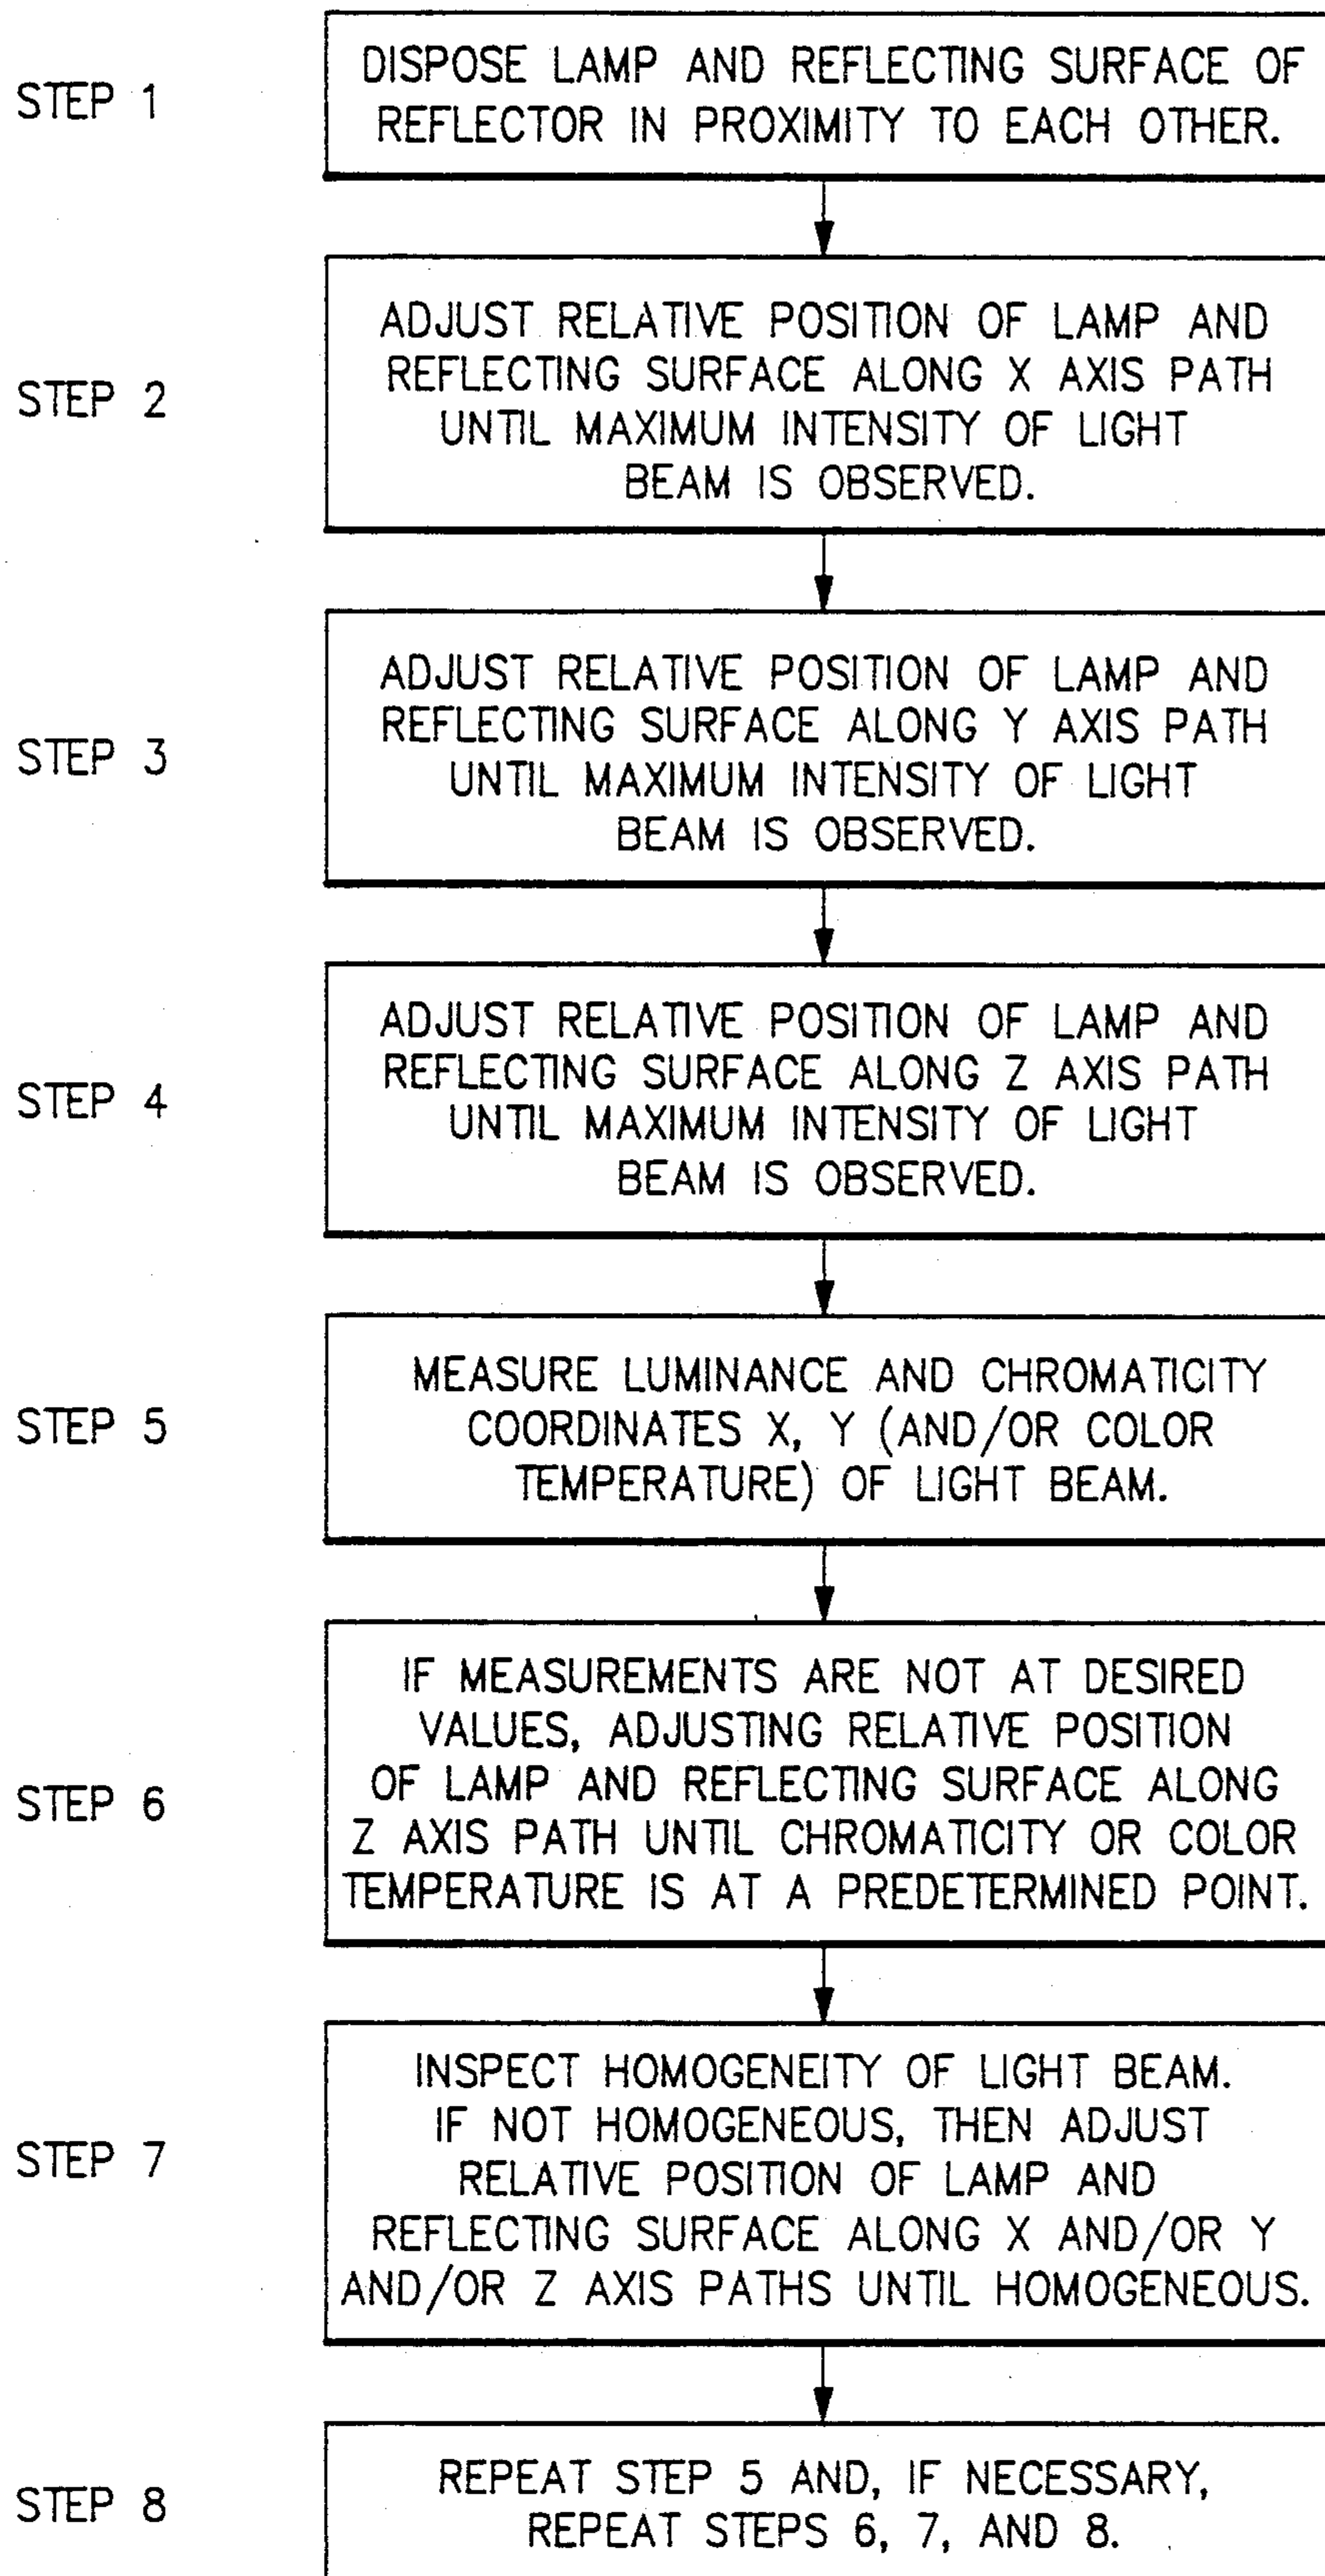 STEP 1
DISPOSE LAMP AND REFLECTING SURFACE OF
REFLECTOR IN PROXIMITY TO EACH OTHER.
STEP 2
ADJUST RELATIVE POSITION OF LAMP AND
REFLECTING SURFACE ALONG X AXIS PATH
UNTIL MAXIMUM INTENSITY OF LIGHT
BEAM IS OBSERVED.
STEP 3
ADJUST RELATIVE POSITION OF LAMP AND
REFLECTING SURFACE ALONG Y AXIS PATH
UNTIL MAXIMUM INTENSITY OF LIGHT
BEAM IS OBSERVED.
STEP 4
ADJUST RELATIVE POSITION OF LAMP AND
REFLECTING SURFACE ALONG Z AXIS PATH
UNTIL MAXIMUM INTENSITY OF LIGHT
BEAM IS OBSERVED.
STEP 5
MEASURE LUMINANCE AND CHROMATICITY
COORDINATES X, Y (AND/OR COLOR
TEMPERATURE) OF LIGHT BEAM.
STEP 6
IF MEASUREMENTS ARE NOT AT DESIRED
VALUES, ADJUSTING RELATIVE POSITION
OF LAMP AND REFLECTING SURFACE ALONG
Z AXIS PATH UNTIL CHROMATICITY OR COLOR
TEMPERATURE IS AT A PREDETERMINED POINT.
STEP 7
INSPECT HOMOGENEITY OF LIGHT BEAM.
IF NOT HOMOGENEOUS, THEN ADJUST
RELATIVE POSITION OF LAMP AND
REFLECTING SURFACE ALONG X AND/OR Y
AND/OR Z AXIS PATHS UNTIL HOMOGENEOUS.
STEP 8
REPEAT STEP 5 AND, IF NECESSARY,
REPEAT STEPS 6, 7, AND 8.